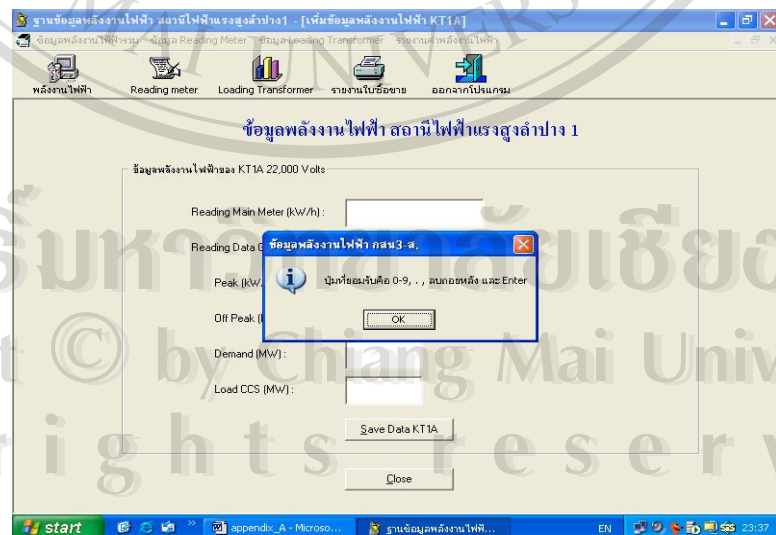 ฐานข้อมูลพลังงานไฟฟ้า สถานีไฟฟ้าแรงสูงลำปาง1 - [เพิ่มข้อมูลพลังงานไฟฟ้า KT1A]
ข้อมูลพลังงานไฟฟ้ารวม ข้อมูล Reading Meter ข้อมูล Loading Transformer รายงานค่าพลังงานไฟฟ้า
พลังงานไฟฟ้า Reading meter Loading Transformer รายงานใบซื้อขาย ออกจากโปรแกรม
ข้อมูลพลังงานไฟฟ้า สถานีไฟฟ้าแรงสูงลำปาง 1
ข้อมูลพลังงานไฟฟ้าของ KT1A 22,000 Volts
Reading Main Meter (kW/h) :
Reading Data
ข้อมูลพลังงานไฟฟ้า กสน3-ส.
Peak (kW
ปุ่มที่ยอมรับคือ 0-9, . , ลบถอยหลัง และ Enter
Off Peak
OK
Demand (MW) :
Load CCS (MW) :
Save Data KT1A
Close
start
appendix_A - Microso...
ฐานข้อมูลพลังงานไฟฟ้...
EN
23:37
มหาวิทยาลัยเชีย
© by Chiang Mai Univ
rights reserv